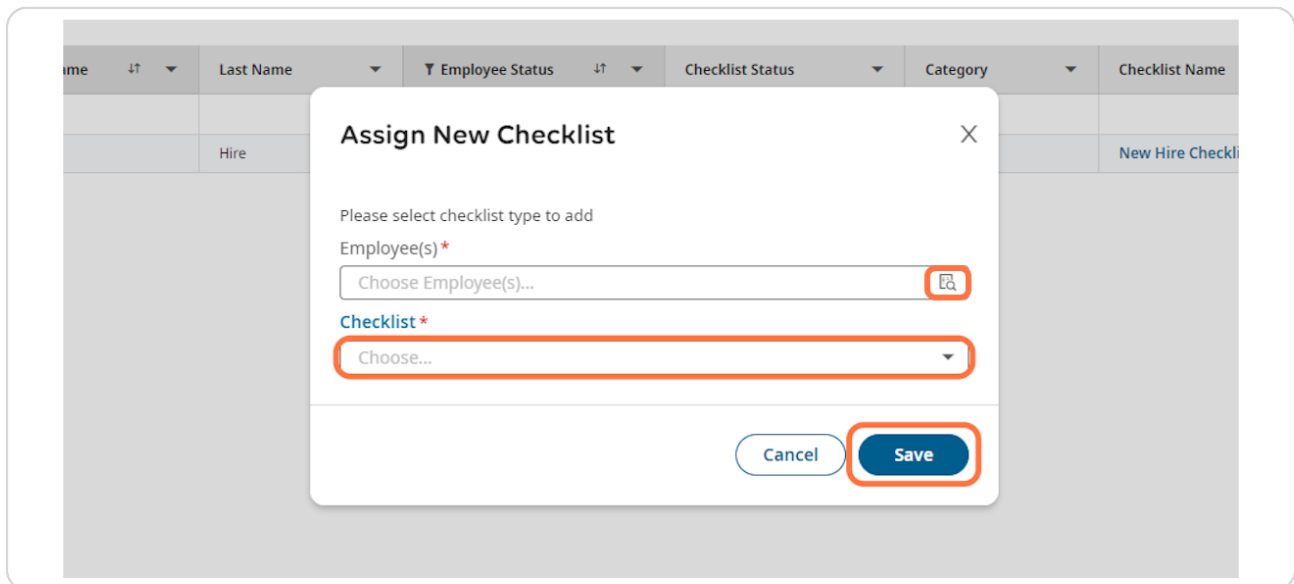 ame Last Name Employee Status Checklist Status Category Checklist Name
Assign New Checklist X
Hire New Hire Checkli
Please select checklist type to add
Employee(s) *
Choose Employee(s)...
Checklist *
Choose...
Cancel Save